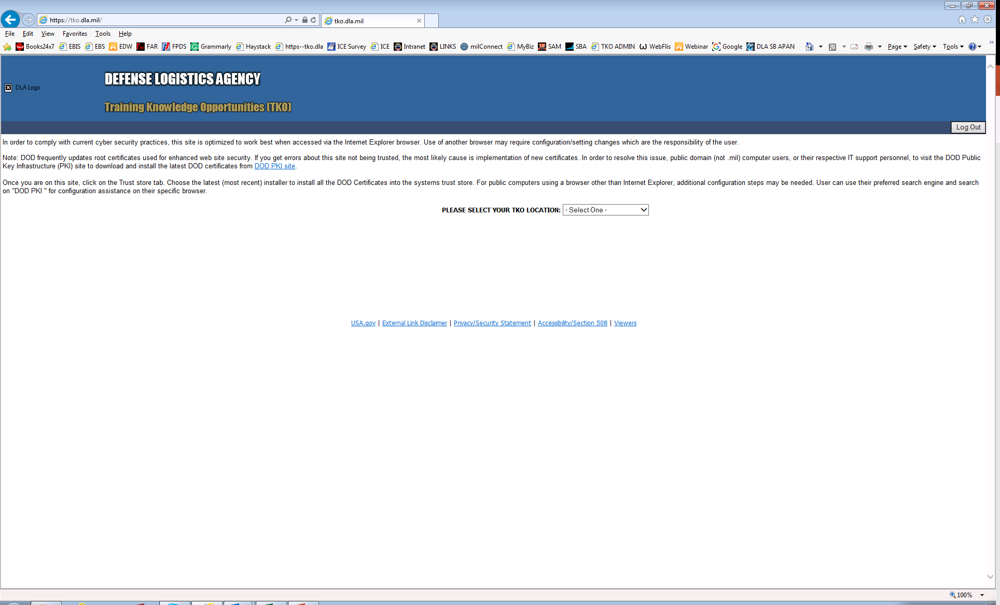 https://tko.dla.mil/
tko.dla.mil
File Edit View Favorites Tools Help
Books24x7 EBIS EBS EDW FAR FPDS Grammarly Haystack https--tko.dla ICE Survey ICE Intranet LINKS milConnect MyBiz SAM SBA TKO ADMIN WebFlis Webinar Google DLA SB APAN Page Safety Tools
DEFENSE LOGISTICS AGENCY
DLA Logo
Training Knowledge Opportunities (TKO)
Log Out
In order to comply with current cyber security practices, this site is optimized to work best when accessed via the Internet Explorer browser. Use of another browser may require configuration/setting changes which are the responsibility of the user.
Note: DOD frequently updates root certificates used for enhanced web site security. If you get errors about this site not being trusted, the most likely cause is implementation of new certificates. In order to resolve this issue, public domain (not .mil) computer users, or their respective IT support personnel, to visit the DOD Public
Key Infrastructure (PKI) site to download and install the latest DOD certificates from DOD PKI site.
Once you are on this site, click on the Trust store tab. Choose the latest (most recent) installer to install all the DOD Certificates into the systems trust store. For public computers using a browser other than Internet Explorer, additional configuration steps may be needed. User can use their preferred search engine and search
on "DOD PKI " for configuration assistance on their specific browser.
PLEASE SELECT YOUR TKO LOCATION: - Select One -
USA.gov | External Link Disclaimer | Privacy/Security Statement | Accessibility/Section 508 | Viewers
100%